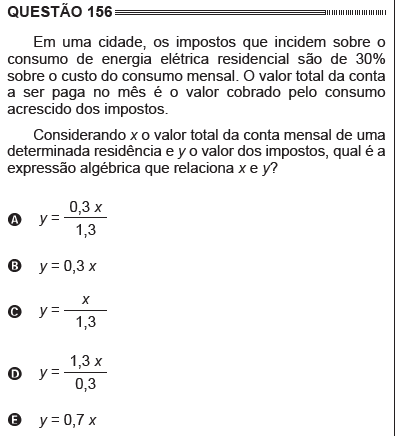 QUESTÃO 156
Em uma cidade, os impostos que incidem sobre o
consumo de energia elétrica residencial são de 30%
sobre o custo do consumo mensal. O valor total da conta
a ser paga no mês é o valor cobrado pelo consumo
acrescido dos impostos.
Considerando x o valor total da conta mensal de uma
determinada residência e y o valor dos impostos, qual é a
expressão algébrica que relaciona x e y?
A y = 0,3 x / 1,3
B y = 0,3 x
C y = x / 1,3
D y = 1,3 x / 0,3
E y = 0,7 x